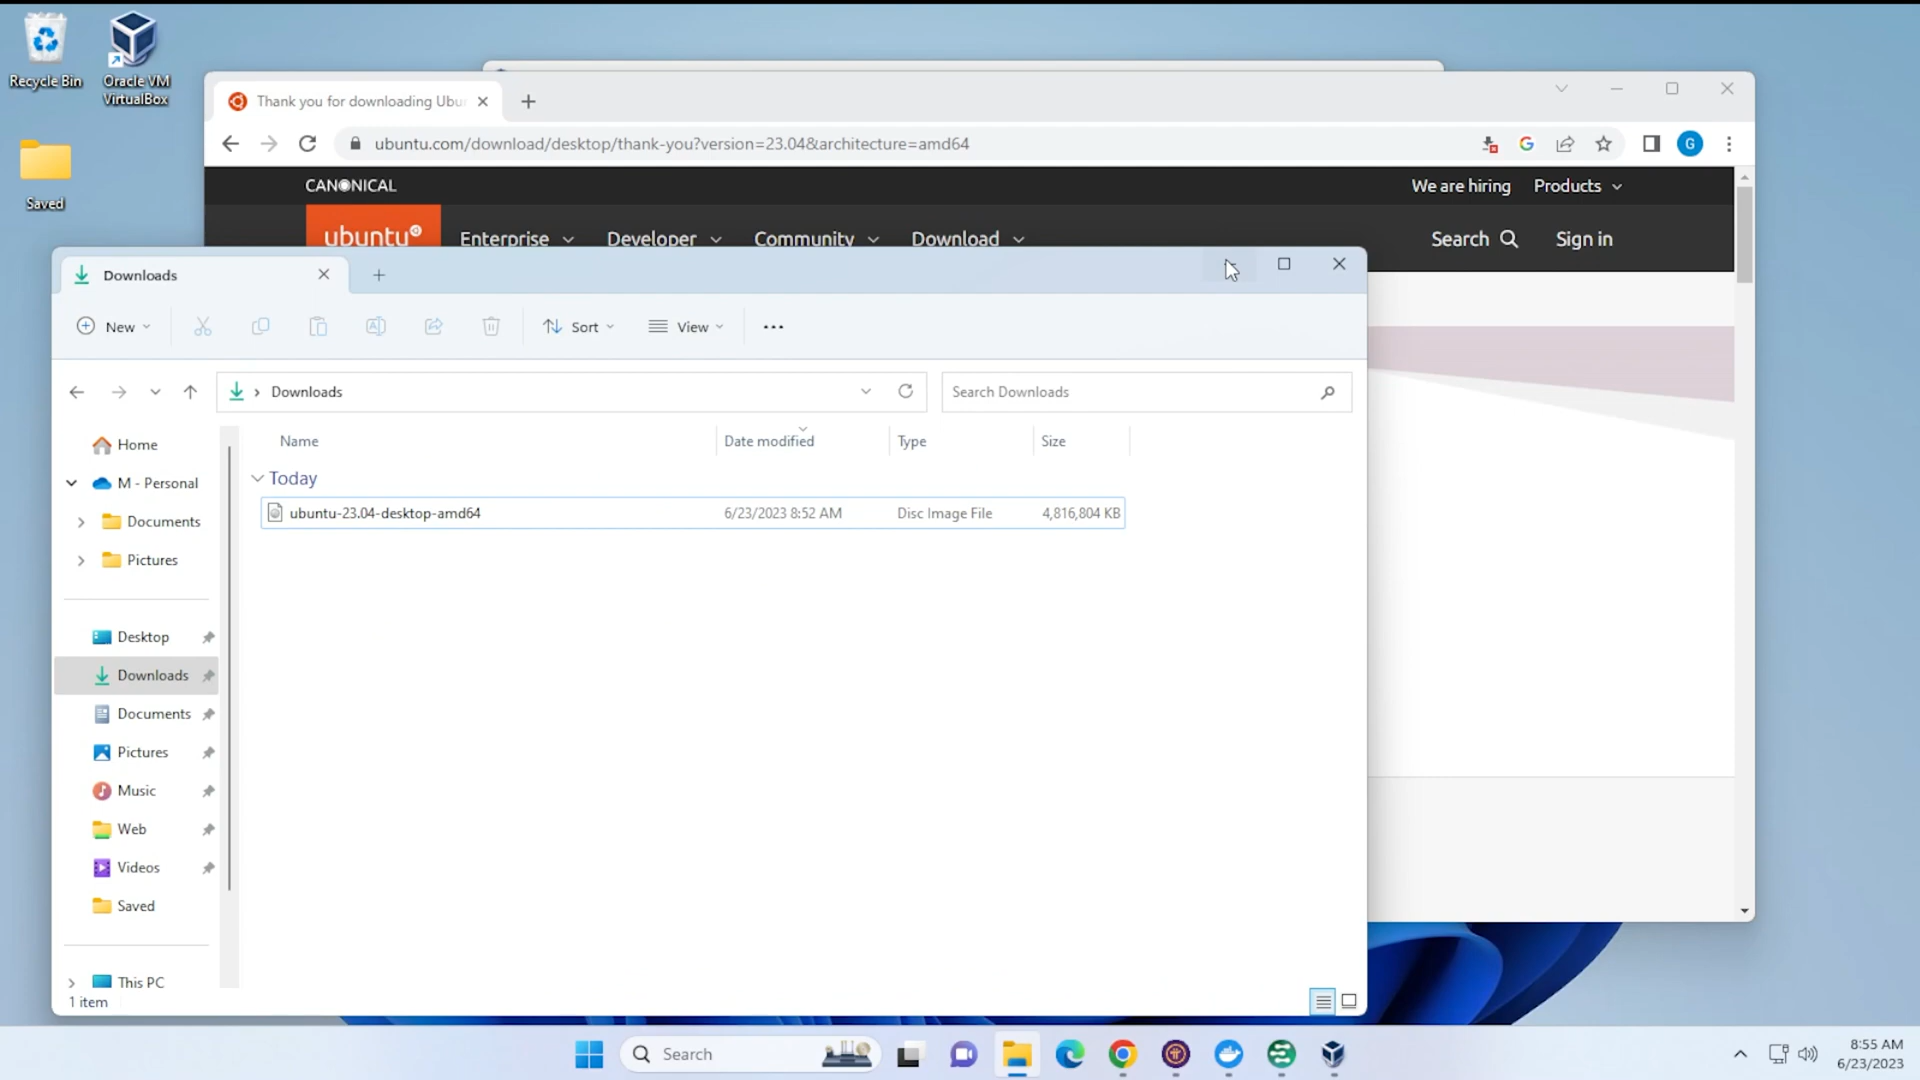 Recycle Bin
Oracle VM
VirtualBox
Saved
Thank you for downloading Ubu
ubuntu.com/download/desktop/thank-you?version=23.04&architecture=amd64
G
CANONICAL
We are hiring
Products
ubuntu
Enterprise
Developer
Community
Download
Search
Sign in
Downloads
New
Sort
View
Downloads
Search Downloads
Home
M - Personal
Documents
Pictures
Desktop
Downloads
Documents
Pictures
Music
Web
Videos
Saved
This PC
1 item
Name
Date modified
Type
Size
Today
ubuntu-23.04-desktop-amd64
6/23/2023 8:52 AM
Disc Image File
4,816,804 KB
Search
8:55 AM
6/23/2023